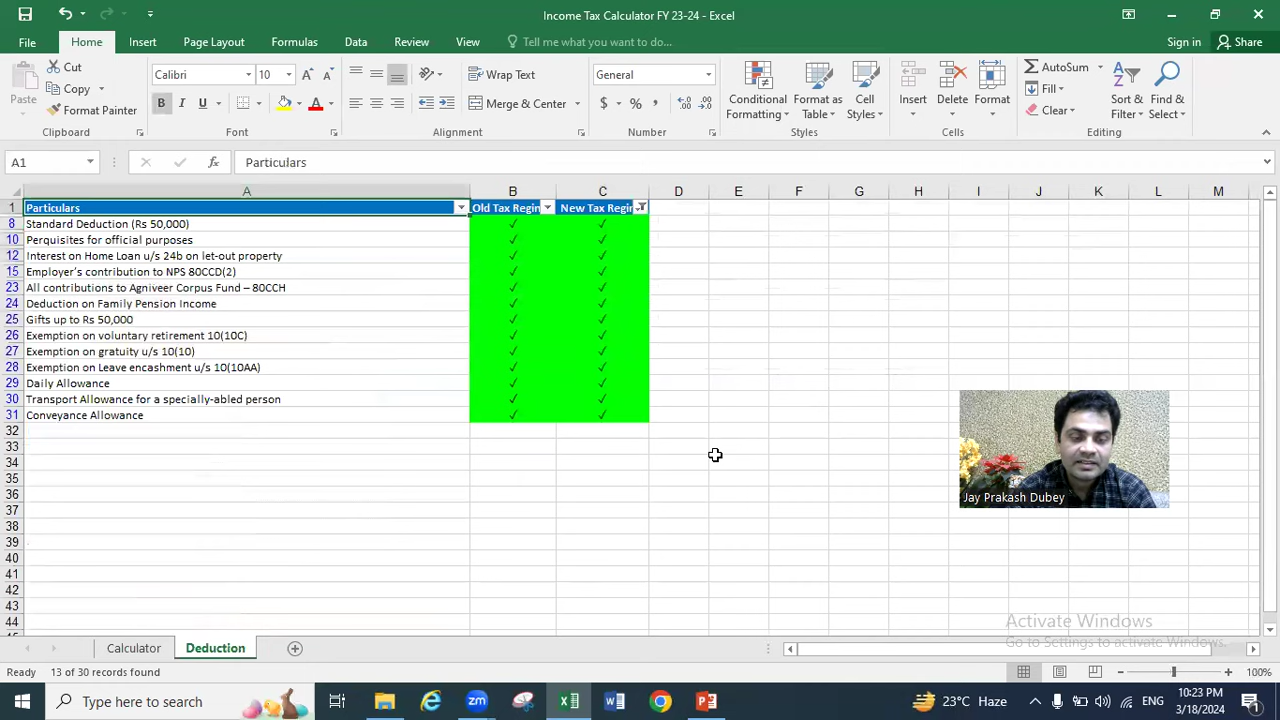 Income Tax Calculator FY 23-24 - Excel
File Home Insert Page Layout Formulas Data Review View Tell me what you want to do... Sign in Share
Paste
Cut
Copy
Format Painter
Clipboard
Calibri 10
B I U
Font
Wrap Text
Merge & Center
Alignment
General
$ % ,
Number
Conditional Formatting
Format as Table
Cell Styles
Styles
Insert Delete Format
Cells
AutoSum
Fill
Clear
Sort & Filter
Find & Select
Editing
A1 fx Particulars
A B C D E F G H I J K L M
1 Particulars Old Tax Regin New Tax Regin
8 Standard Deduction (Rs 50,000) ✓ ✓
10 Perquisites for official purposes ✓ ✓
12 Interest on Home Loan u/s 24b on let-out property ✓ ✓
15 Employer's contribution to NPS 80CCD(2) ✓ ✓
23 All contributions to Agniveer Corpus Fund – 80CCH ✓ ✓
24 Deduction on Family Pension Income ✓ ✓
25 Gifts up to Rs 50,000 ✓ ✓
26 Exemption on voluntary retirement 10(10C) ✓ ✓
27 Exemption on gratuity u/s 10(10) ✓ ✓
28 Exemption on Leave encashment u/s 10(10AA) ✓ ✓
29 Daily Allowance ✓ ✓
30 Transport Allowance for a specially-abled person ✓ ✓
31 Conveyance Allowance ✓ ✓
32
33
34
35
36
37
38
39
40
41
42
43
44
Jay Prakash Dubey
Activate Windows
Go to Settings to activate Windows.
Calculator Deduction
Ready 13 of 30 records found 100%
Type here to search
23°C Haze
ENG
10:23 PM
3/18/2024